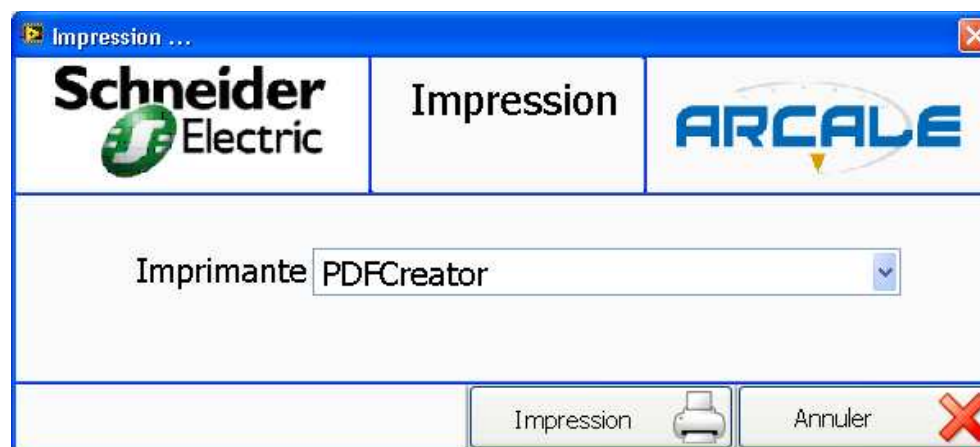 Impression ...
Schneider
Electric
Impression
ARCALE
Imprimante PDFCreator
Impression
Annuler